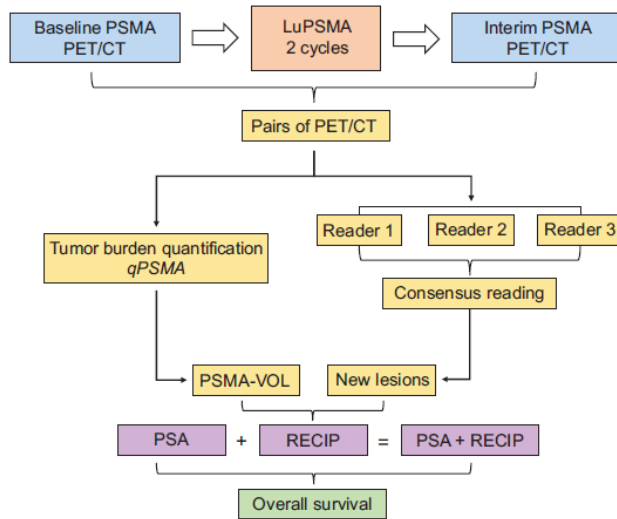 Baseline PSMA
PET/CT
LuPSMA
2 cycles
Interim PSMA
PET/CT
Pairs of PET/CT
Tumor burden quantification
qPSMA
Reader 1
Reader 2
Reader 3
Consensus reading
PSMA-VOL
New lesions
PSA + RECIP = PSA + RECIP
Overall survival